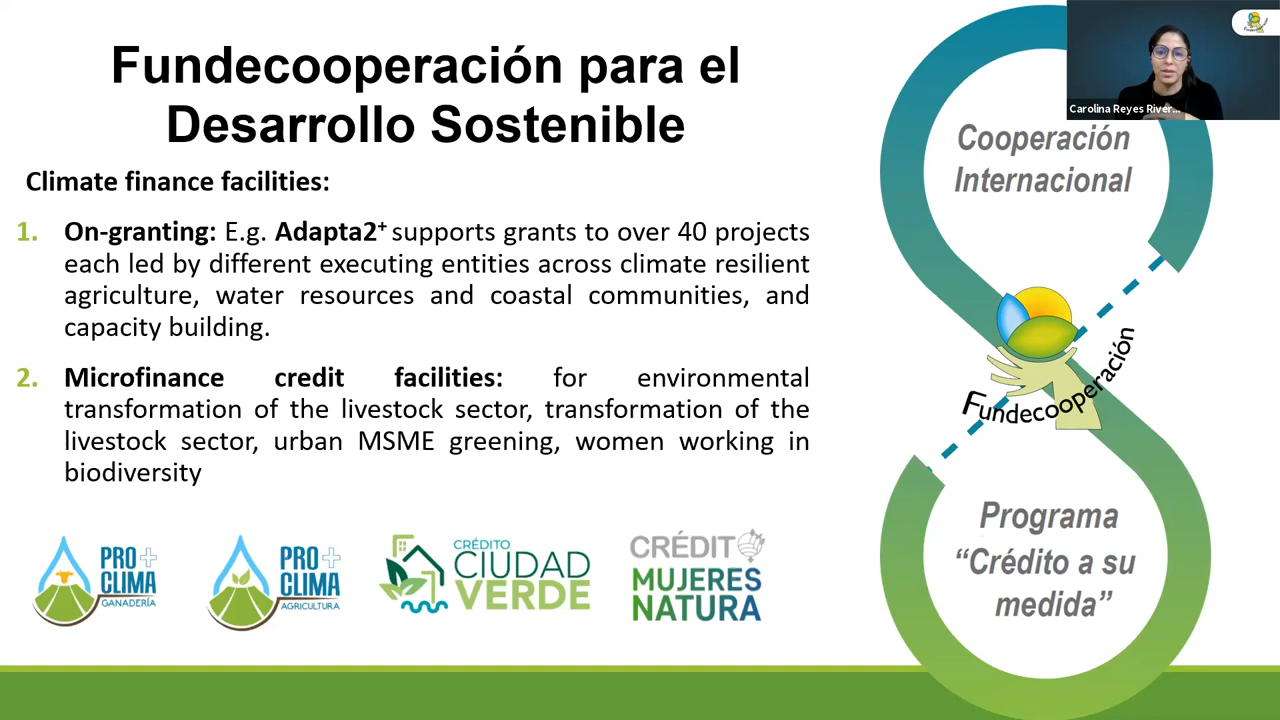 Fundecooperación para el
Desarrollo Sostenible
Climate finance facilities:
1. On-granting: E.g. Adapta2+ supports grants to over 40 projects
each led by different executing entities across climate resilient
agriculture, water resources and coastal communities, and
capacity building.
2. Microfinance credit facilities: for environmental
transformation of the livestock sector, transformation of the
livestock sector, urban MSME greening, women working in
biodiversity
PRO+
CLIMA
GANADERÍA
PRO+
CLIMA
AGRICULTURA
CRÉDITO
CIUDAD
VERDE
CRÉDIT
MUJERES
NATURA
Carolina Reyes River...
Cooperación
Internacional
Fundecooperación
Programa
“Crédito a su
medida”